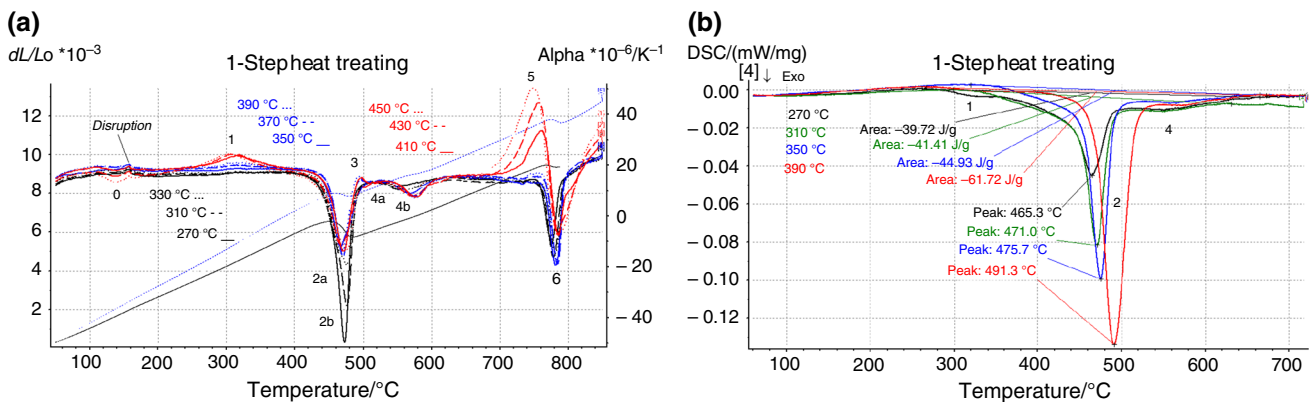 (a)
dL/Lo *10–3
Alpha *10–6/K–1
1-Step heat treating
5
12
40
390 °C ...
450 °C ...
Disruption
370 °C - -
430 °C - -
1
350 °C __
410 °C __
10
3
20
8
0
330 °C ...
4a
4b
310 °C - -
0
6
270 °C __
4
2a
6
– 20
2
2b
– 40
100 200 300 400 500 600 700 800
Temperature/°C
(b)
DSC/(mW/mg)
[4] ↓ Exo
1-Step heat treating
0.00
270 °C
1
– 0.02
310 °C
Area: –39.72 J/g
4
350 °C
Area: –41.41 J/g
390 °C
Area: –44.93 J/g
– 0.04
Area: –61.72 J/g
– 0.06
Peak: 465.3 °C
2
Peak: 471.0 °C
– 0.08
Peak: 475.7 °C
Peak: 491.3 °C
– 0.10
– 0.12
100 200 300 400 500 600 700
Temperature/°C